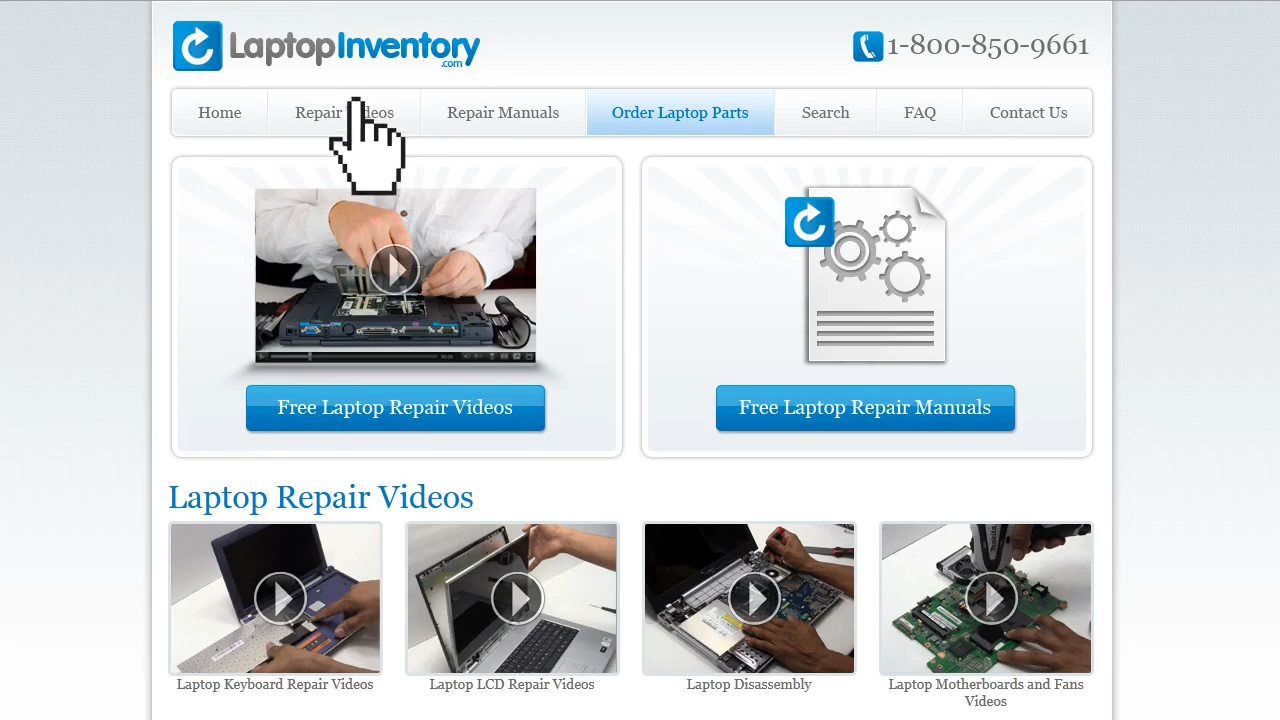 LaptopInventory
.com
1-800-850-9661
Home
Repair Videos
Repair Manuals
Order Laptop Parts
Search
FAQ
Contact Us
Free Laptop Repair Videos
Free Laptop Repair Manuals
Laptop Repair Videos
Laptop Keyboard Repair Videos
Laptop LCD Repair Videos
Laptop Disassembly
Laptop Motherboards and Fans
Videos